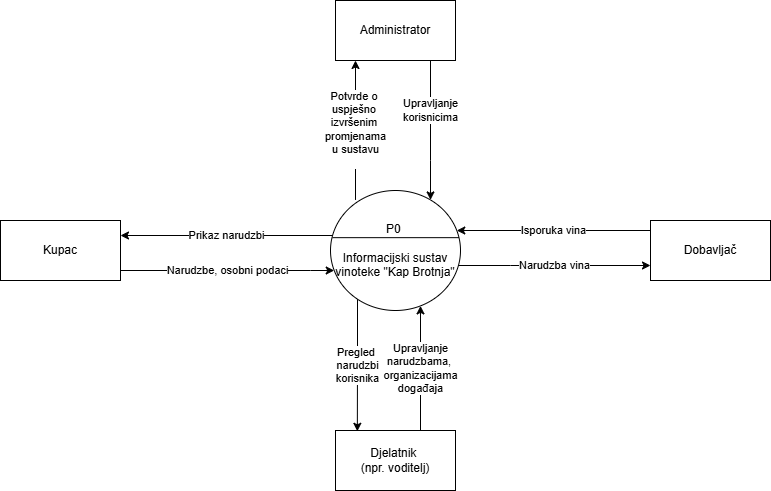 Administrator
Potvrde o
uspješno
izvršenim
promjenama
u sustavu
Upravljanje
korisnicima
P0
Informacijski sustav
vinoteke "Kap Brotnja"
Kupac
Prikaz narudzbi
Narudzbe, osobni podaci
Isporuka vina
Narudzba vina
Dobavljač
Pregled
narudzbi
korisnika
Upravljanje
narudzbama,
organizacijama
događaja
Djelatnik
(npr. voditelj)